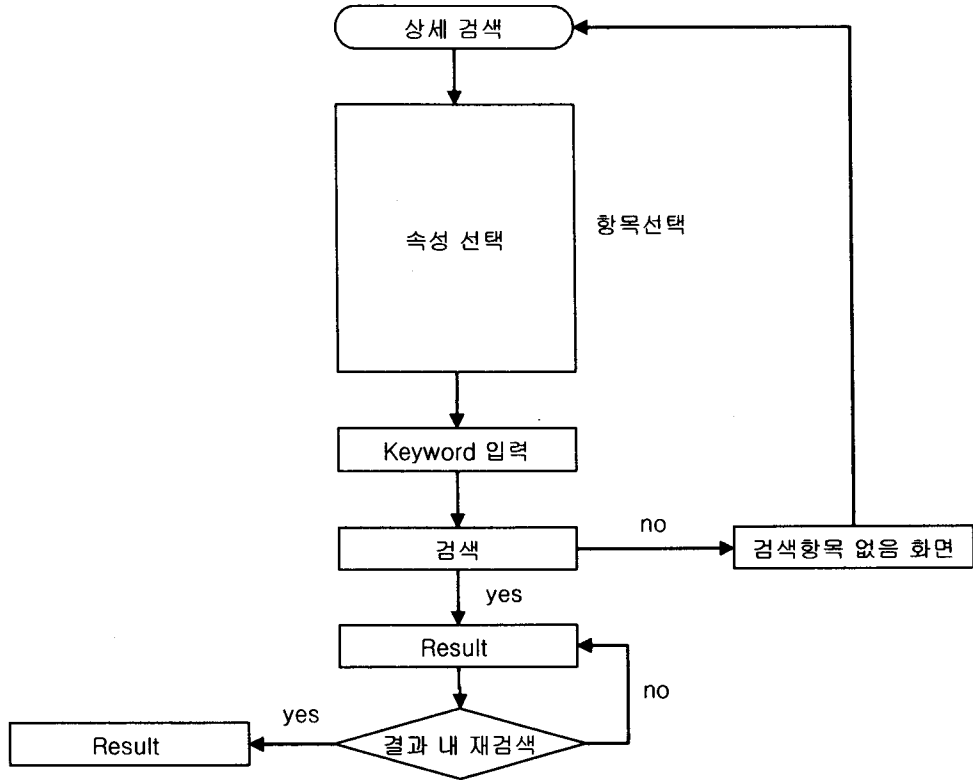 상세 검색
속성 선택
항목선택
Keyword 입력
검색
no
검색항목 없음 화면
yes
Result
no
yes
결과 내 재검색
Result